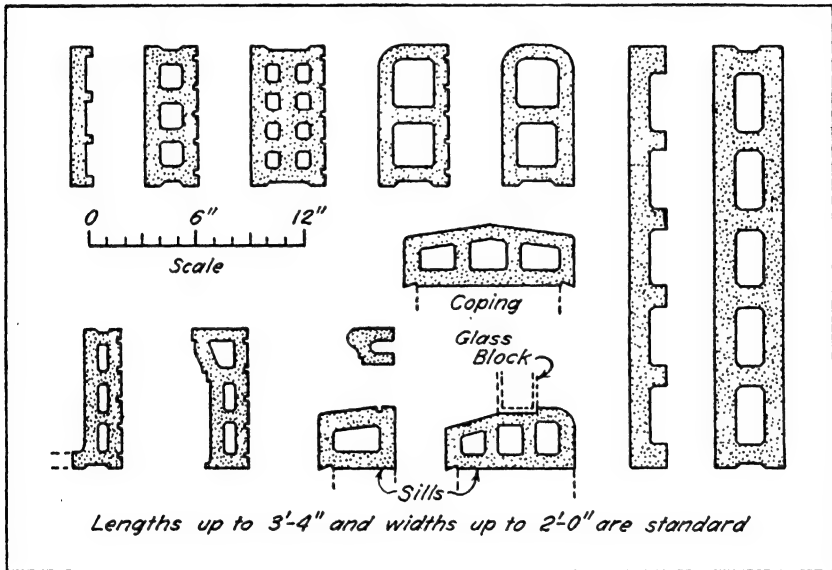 0 6" 12"
Scale
Coping
Glass
Block
Sills
Lengths up to 3'-4" and widths up to 2'-0" are standard